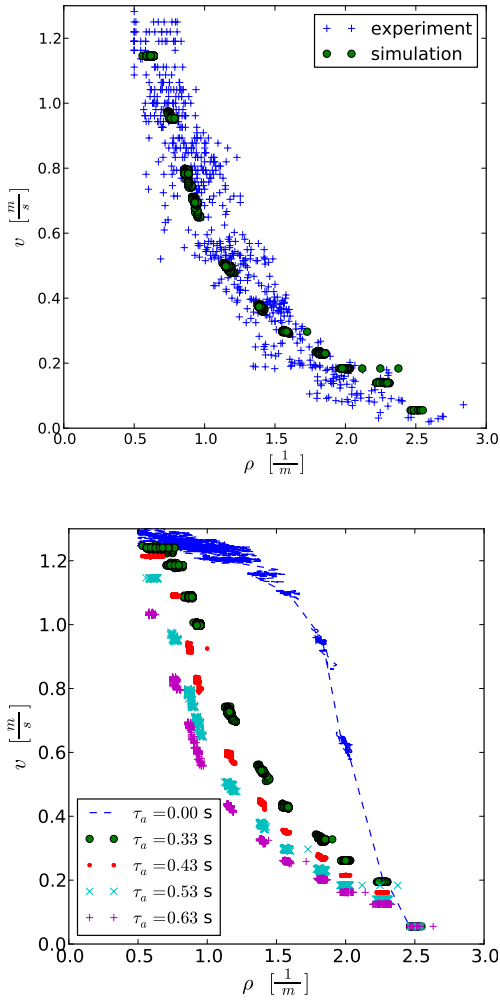 experiment
simulation
1.2
1.0
0.8
0.6
0.4
0.2
0.0
v [m/s]
0.0 0.5 1.0 1.5 2.0 2.5 3.0
ρ [1/m]
1.2
1.0
0.8
0.6
0.4
0.2
0.0
v [m/s]
τₐ =0.00 s
τₐ =0.33 s
τₐ =0.43 s
τₐ =0.53 s
τₐ =0.63 s
0.0 0.5 1.0 1.5 2.0 2.5 3.0
ρ [1/m]